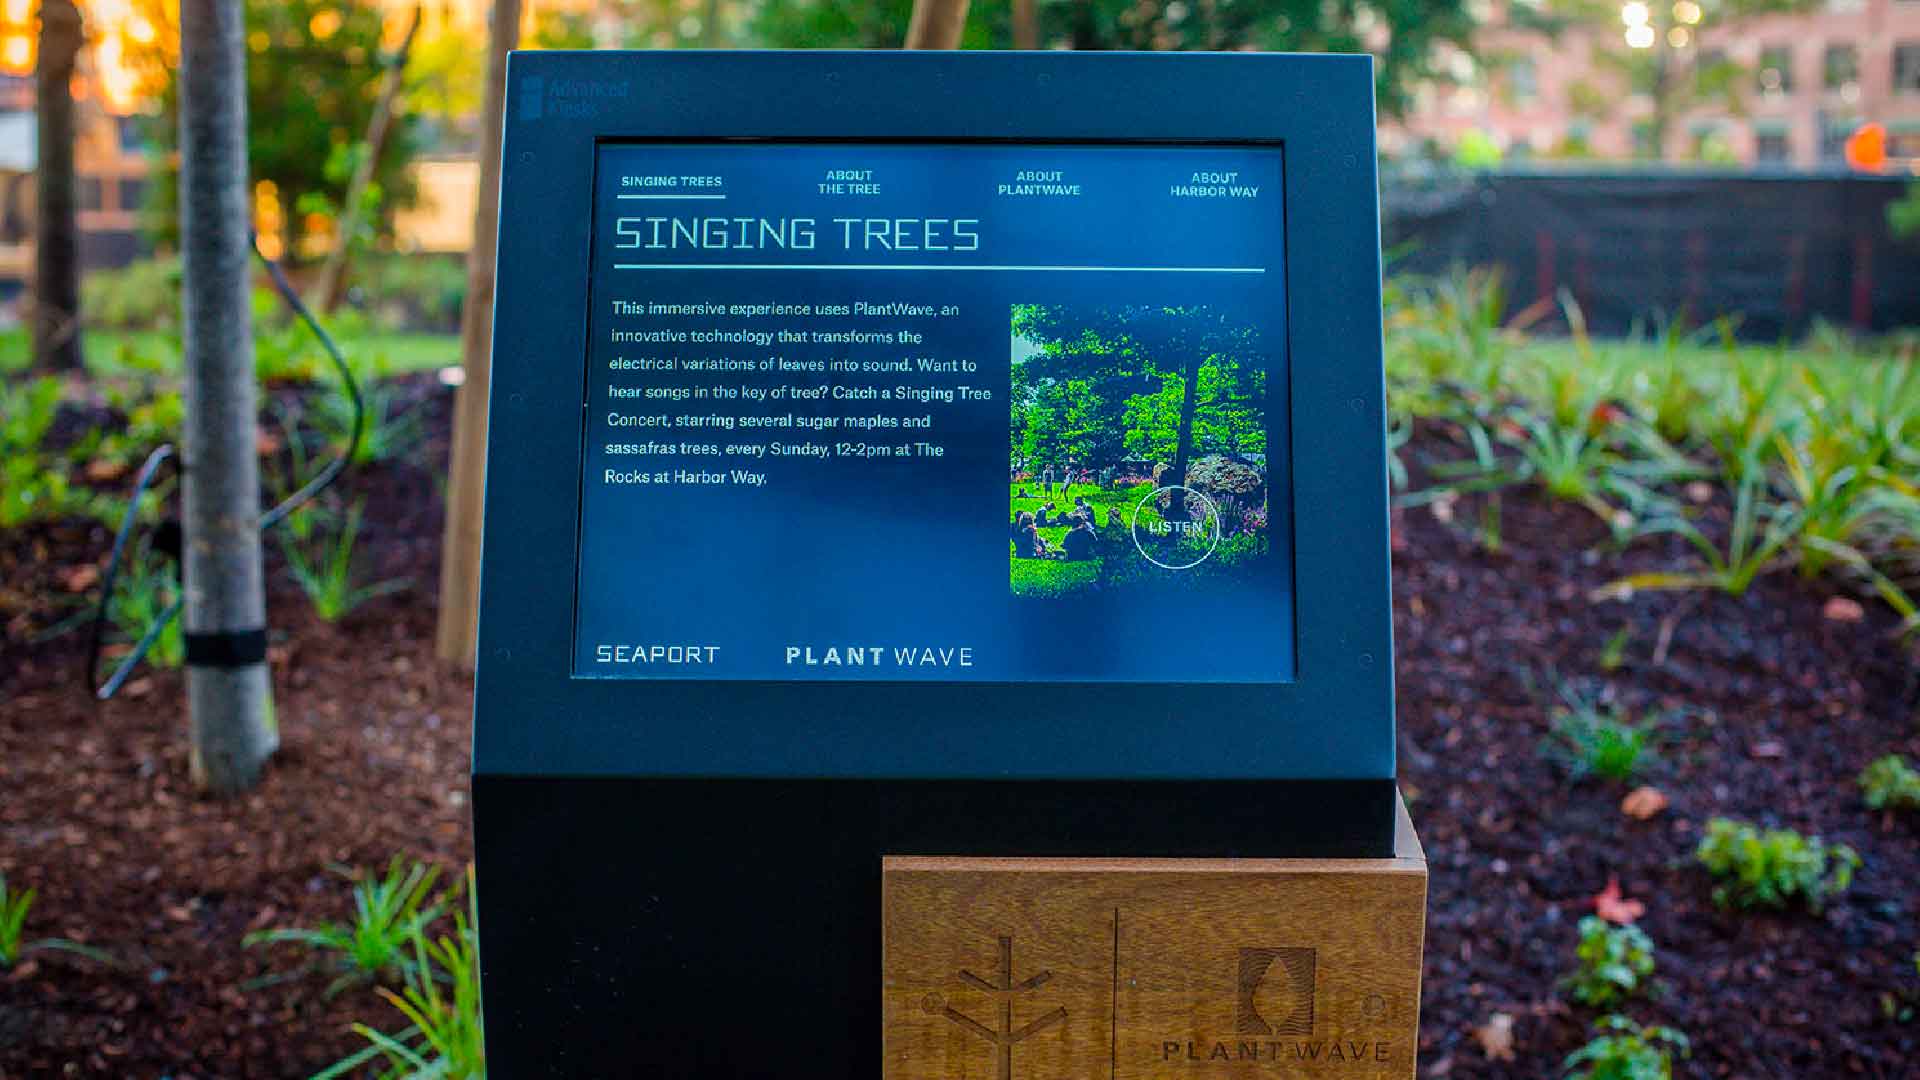 Advanced
Kiosks
SINGING TREES
ABOUT
THE TREE
ABOUT
PLANTWAVE
ABOUT
HARBOR WAY
SINGING TREES
This immersive experience uses PlantWave, an
innovative technology that transforms the
electrical variations of leaves into sound. Want to
hear songs in the key of tree? Catch a Singing Tree
Concert, starring several sugar maples and
sassafras trees, every Sunday, 12-2pm at The
Rocks at Harbor Way.
LISTEN
SEAPORT
PLANT WAVE
PLANTWAVE